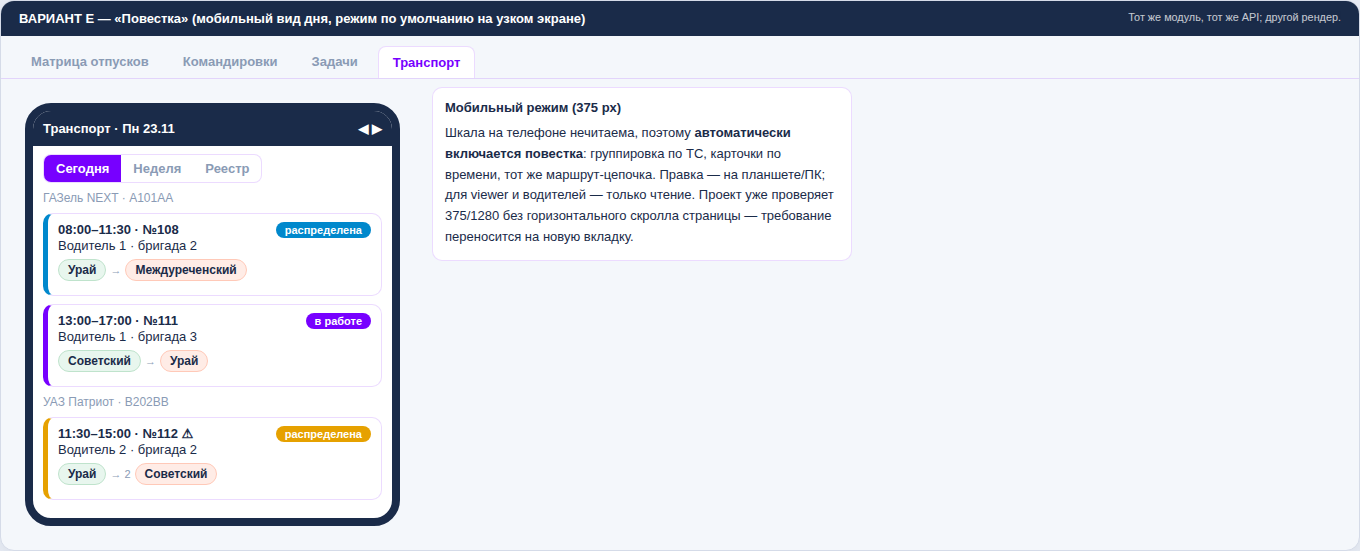 ВАРИАНТ Е — «Повестка» (мобильный вид дня, режим по умолчанию на узком экране)
Тот же модуль, тот же API; другой рендер.
Матрица отпусков
Командировки
Задачи
Транспорт
Транспорт · Пн 23.11
◀ ▶
Сегодня
Неделя
Реестр
ГАЗель NEXT · А101АА
08:00–11:30 · №108
распределена
Водитель 1 · бригада 2
Урай → Междуреченский
13:00–17:00 · №111
в работе
Водитель 1 · бригада 3
Советский → Урай
УАЗ Патриот · В202ВВ
11:30–15:00 · №112 ⚠
распределена
Водитель 2 · бригада 2
Урай → 2 Советский
Мобильный режим (375 px)
Шкала на телефоне нечитаема, поэтому автоматически
включается повестка: группировка по ТС, карточки по
времени, тот же маршрут-цепочка. Правка — на планшете/ПК;
для viewer и водителей — только чтение. Проект уже проверяет
375/1280 без горизонтального скролла страницы — требование
переносится на новую вкладку.